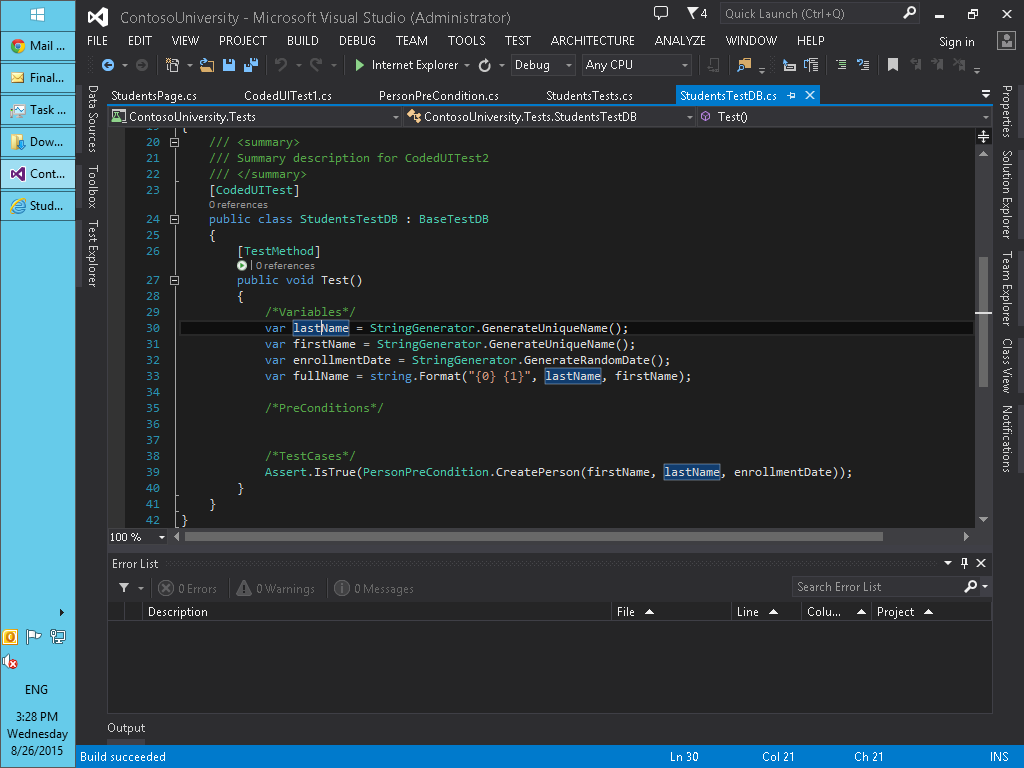 ContosoUniversity - Microsoft Visual Studio (Administrator)
4
Quick Launch (Ctrl+Q)
FILE EDIT VIEW PROJECT BUILD DEBUG TEAM TOOLS TEST ARCHITECTURE ANALYZE WINDOW HELP
Sign in
Internet Explorer
Debug
Any CPU
Mail ...
Final...
Task ...
Dow...
Cont...
Stud...
Data Sources
Toolbox
Test Explorer
StudentsPage.cs CodedUITest1.cs PersonPreCondition.cs StudentsTests.cs StudentsTestDB.cs
ContosoUniversity.Tests ContosoUniversity.Tests.StudentsTestDB Test()
20 /// <summary>
21 /// Summary description for CodedUITest2
22 /// </summary>
23 [CodedUITest]
0 references
24 public class StudentsTestDB : BaseTestDB
25 {
26 [TestMethod]
| 0 references
27 public void Test()
28 {
29 /*Variables*/
30 var lastName = StringGenerator.GenerateUniqueName();
31 var firstName = StringGenerator.GenerateUniqueName();
32 var enrollmentDate = StringGenerator.GenerateRandomDate();
33 var fullName = string.Format("{0} {1}", lastName, firstName);
34
35 /*PreConditions*/
36
37
38 /*TestCases*/
39 Assert.IsTrue(PersonPreCondition.CreatePerson(firstName, lastName, enrollmentDate));
40 }
41 }
42 }
100 %
Properties
Solution Explorer
Team Explorer
Class View
Notifications
Error List
0 Errors 0 Warnings 0 Messages
Search Error List
Description File Line Colu... Project
Output
ENG
3:28 PM
Wednesday
8/26/2015
Build succeeded Ln 30 Col 21 Ch 21 INS